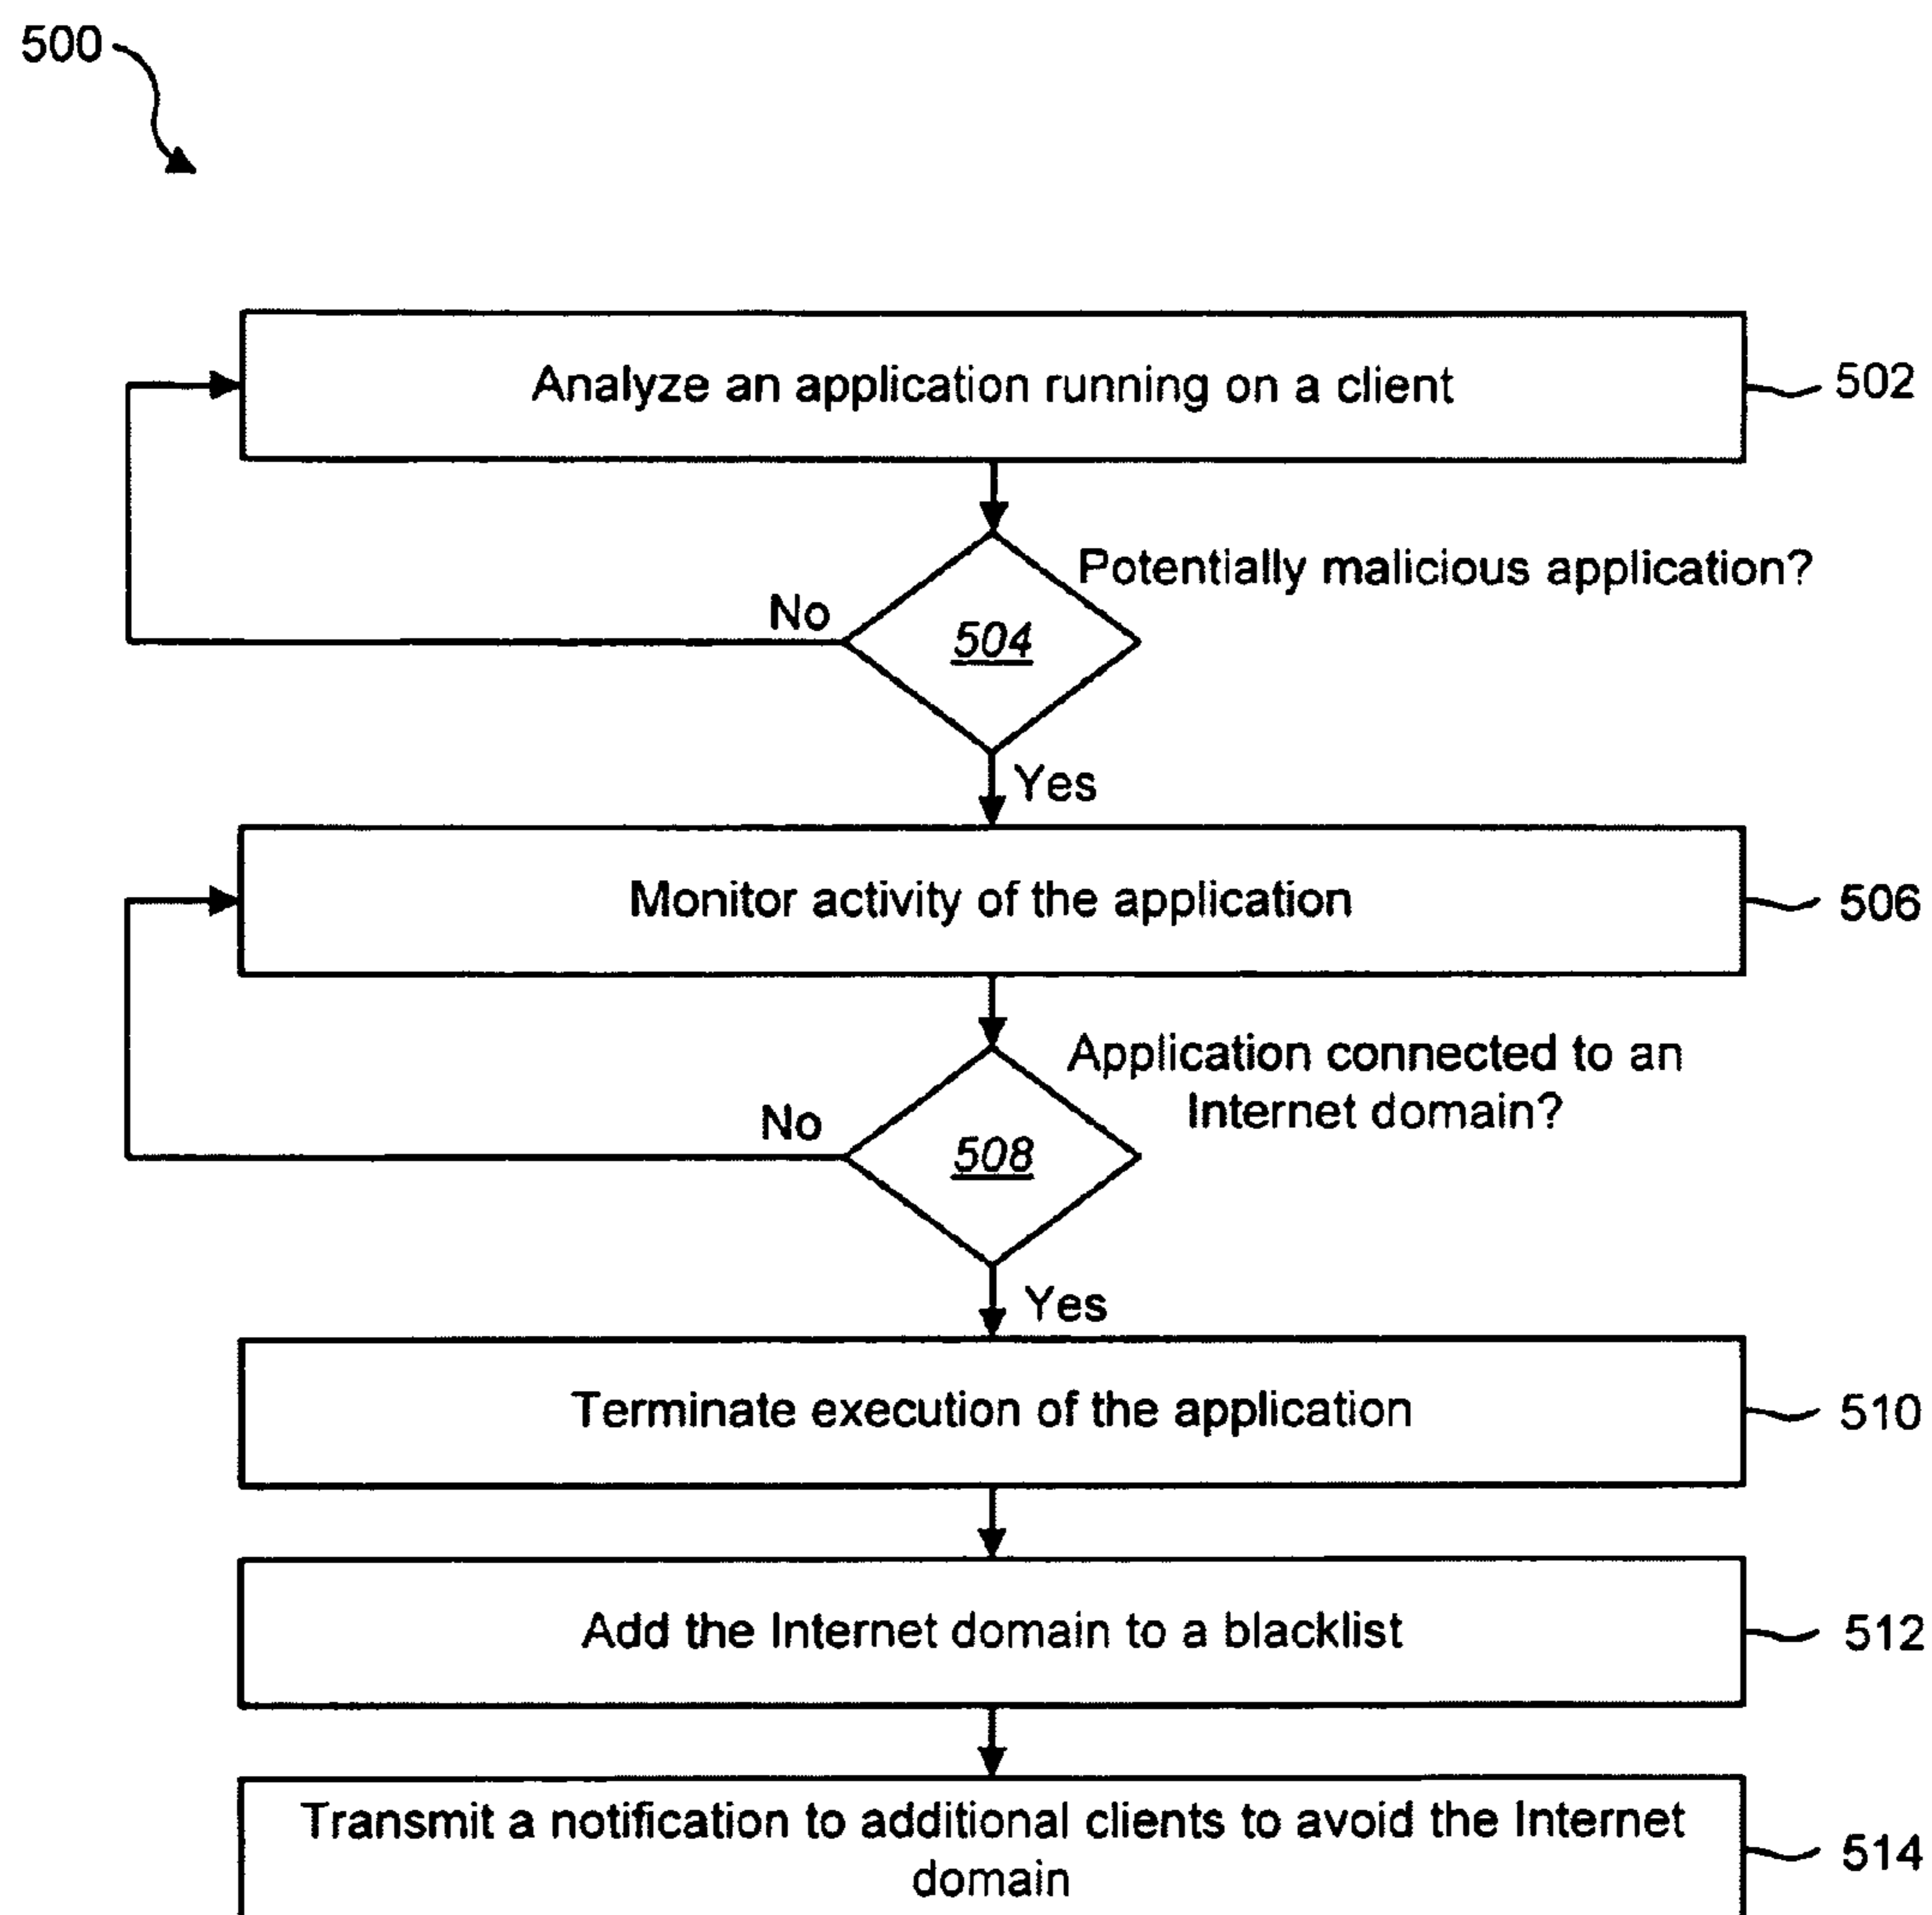 500
Analyze an application running on a client
502
Potentially malicious application?
No
504
Yes
Monitor activity of the application
506
Application connected to an
Internet domain?
No
508
Yes
Terminate execution of the application
510
Add the Internet domain to a blacklist
512
Transmit a notification to additional clients to avoid the Internet
domain
514